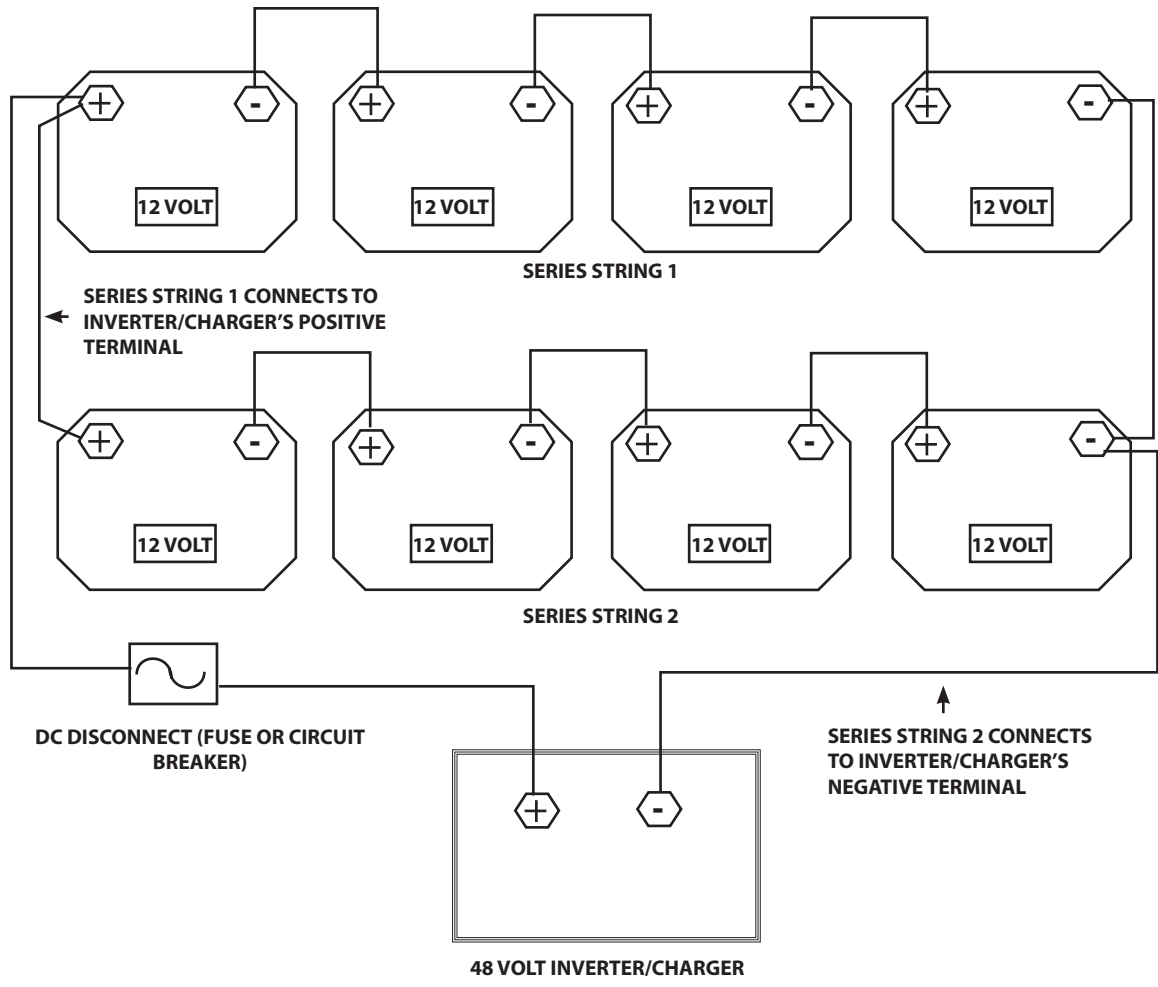 + - + - + - + -
12 VOLT 12 VOLT 12 VOLT 12 VOLT
SERIES STRING 1
SERIES STRING 1 CONNECTS TO
INVERTER/CHARGER’S POSITIVE
TERMINAL
+ - + - + - + -
12 VOLT 12 VOLT 12 VOLT 12 VOLT
SERIES STRING 2
DC DISCONNECT (FUSE OR CIRCUIT
BREAKER)
SERIES STRING 2 CONNECTS
TO INVERTER/CHARGER’S
NEGATIVE TERMINAL
+ -
48 VOLT INVERTER/CHARGER